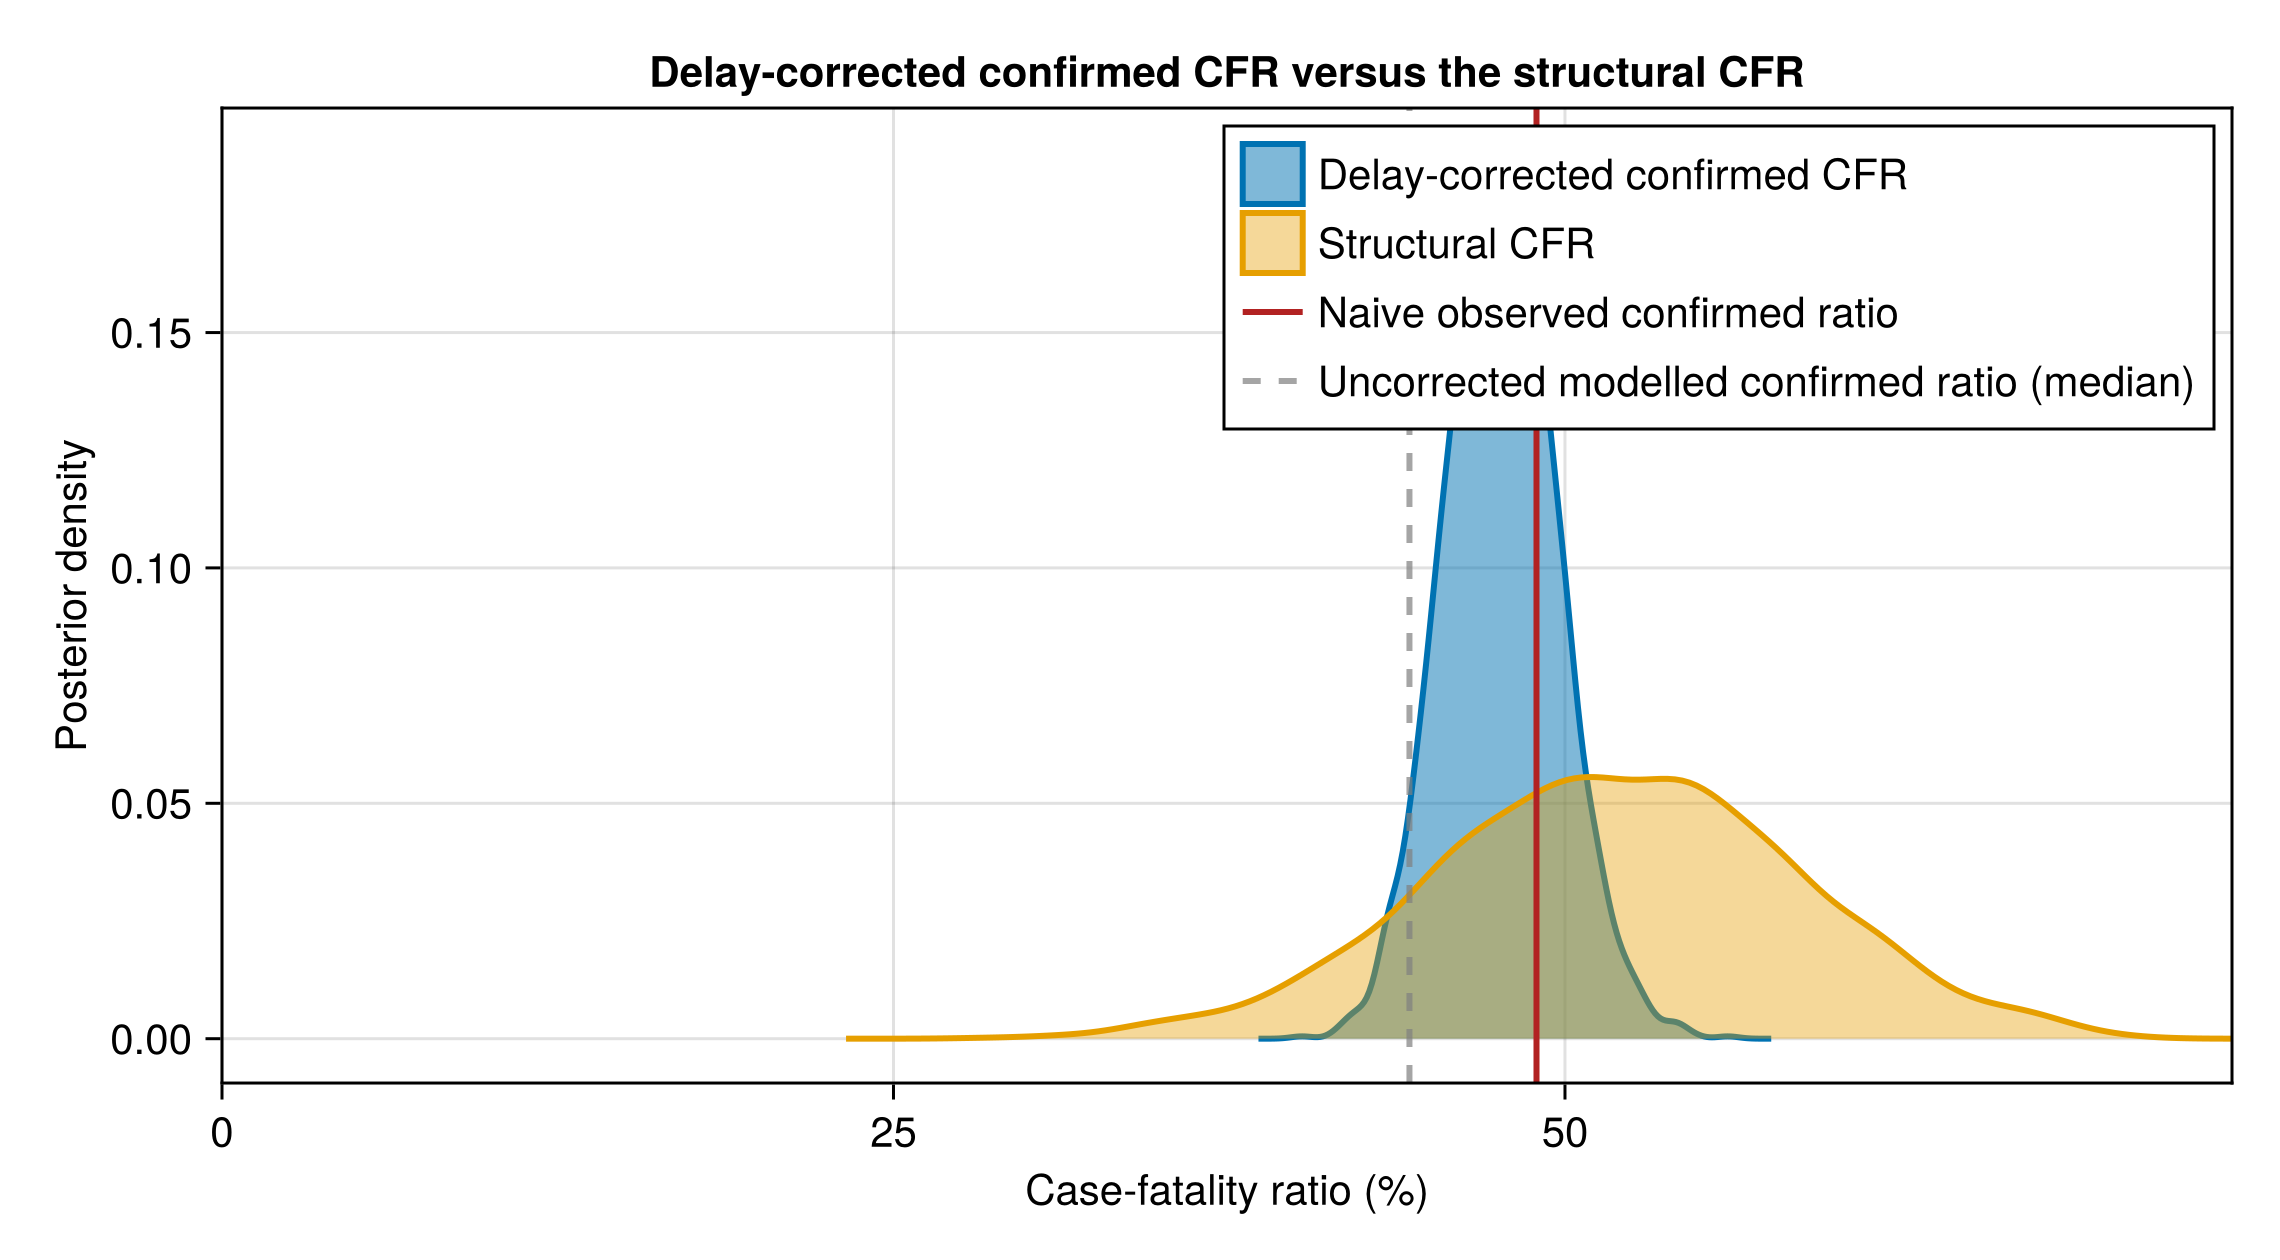 Delay-corrected confirmed CFR versus the structural CFR
Delay-corrected confirmed CFR
Structural CFR
Naive observed confirmed ratio
Uncorrected modelled confirmed ratio (median)
Posterior density
0.15
0.10
0.05
0.00
0
25
50
Case-fatality ratio (%)